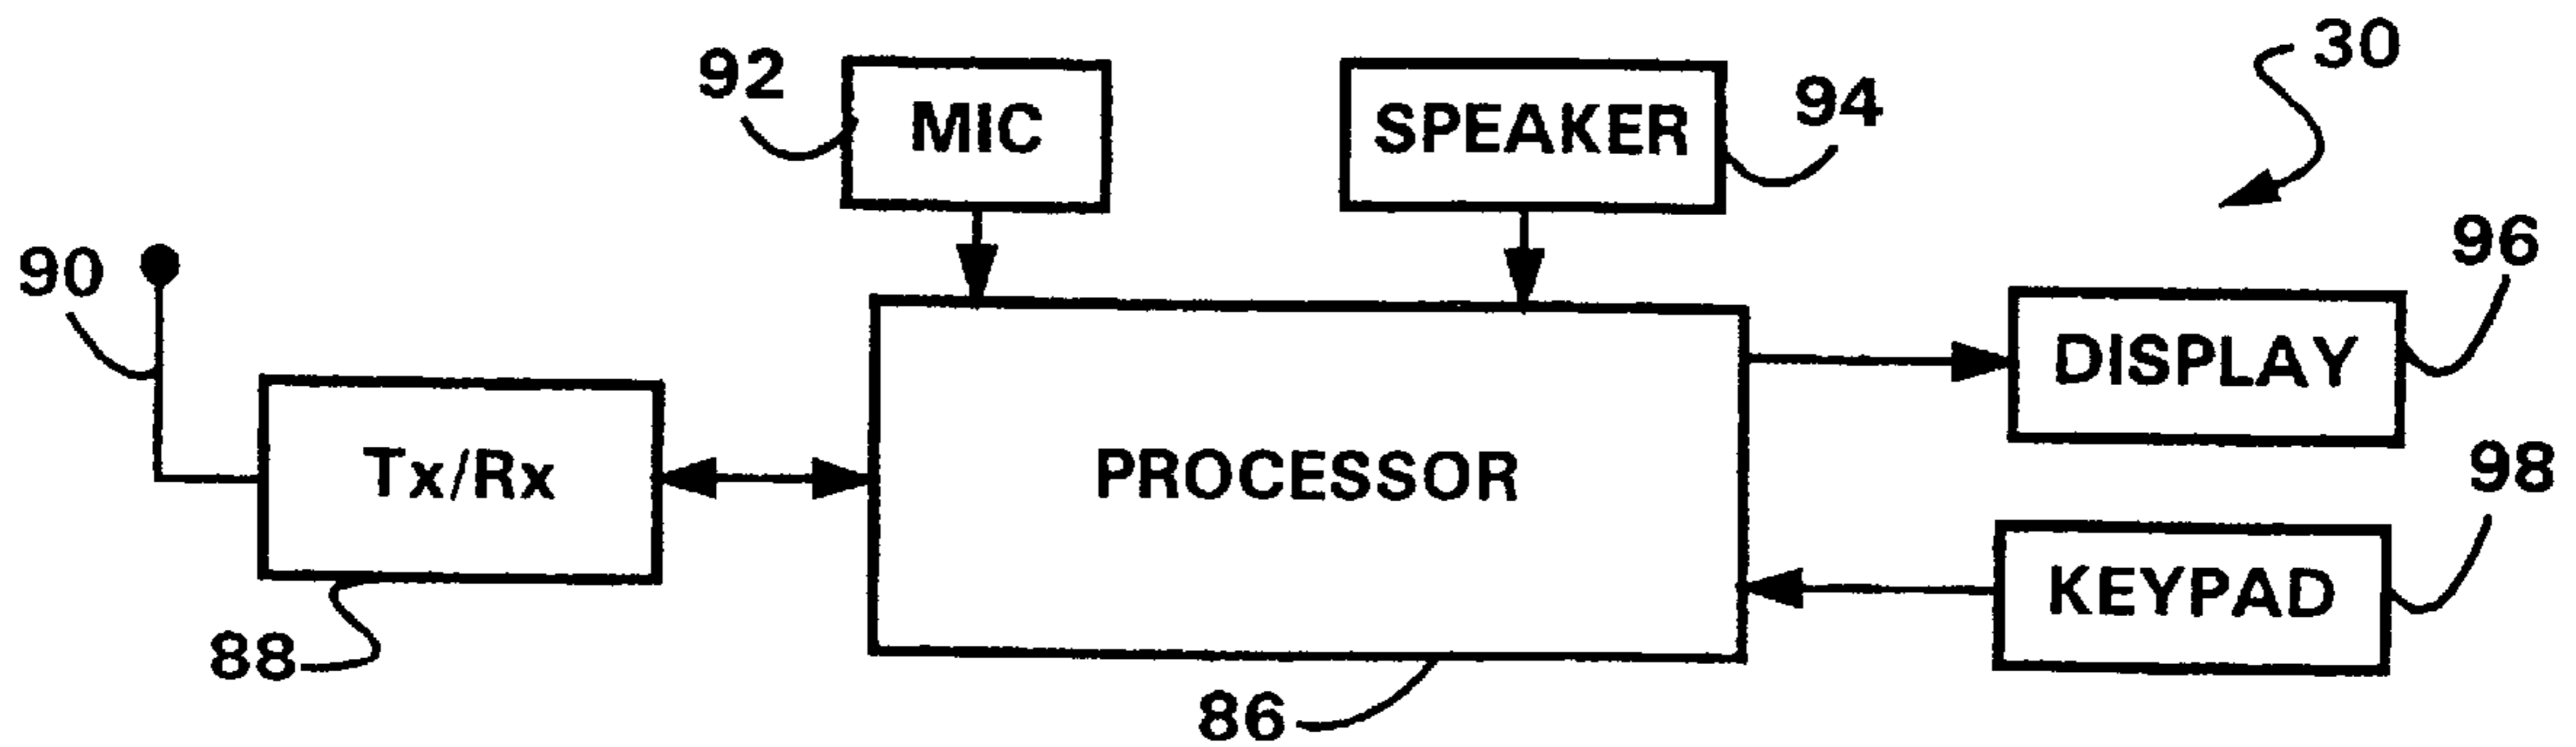 30
92
MIC
SPEAKER
94
90
96
DISPLAY
Tx/Rx
PROCESSOR
98
KEYPAD
88
86